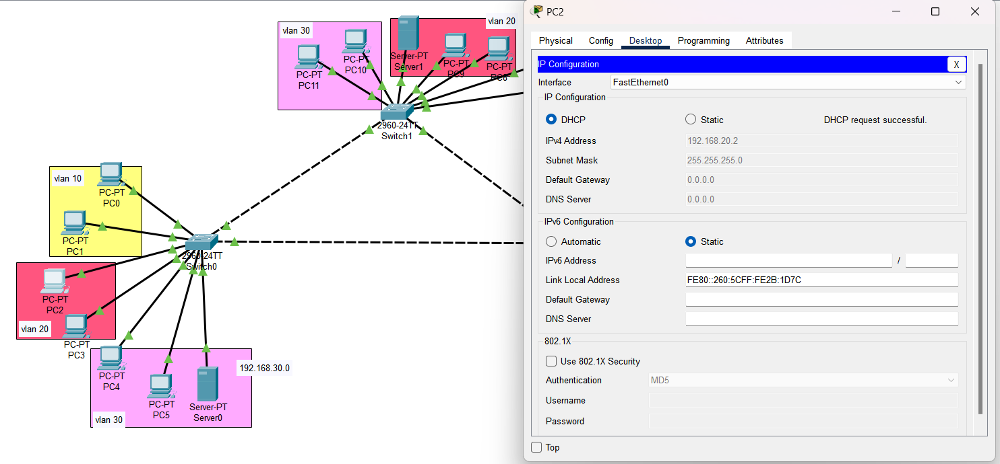 vlan 30
PC-PT
PC10
PC-PT
PC11
vlan 20
Server-PT
Server1
PC-PT
PC9
PC-PT
PC8
2960-24TT
Switch1
vlan 10
PC-PT
PC0
PC-PT
PC1
2960-24TT
Switch0
PC-PT
PC2
vlan 20
PC-PT
PC3
PC-PT
PC4
PC-PT
PC5
Server-PT
Server0
192.168.30.0
vlan 30
PC2
Physical Config Desktop Programming Attributes
IP Configuration X
Interface FastEthernet0
IP Configuration
DHCP Static DHCP request successful.
IPv4 Address 192.168.20.2
Subnet Mask 255.255.255.0
Default Gateway 0.0.0.0
DNS Server 0.0.0.0
IPv6 Configuration
Automatic Static
IPv6 Address /
Link Local Address FE80::260:5CFF:FE2B:1D7C
Default Gateway
DNS Server
802.1X
Use 802.1X Security
Authentication MD5
Username
Password
Top